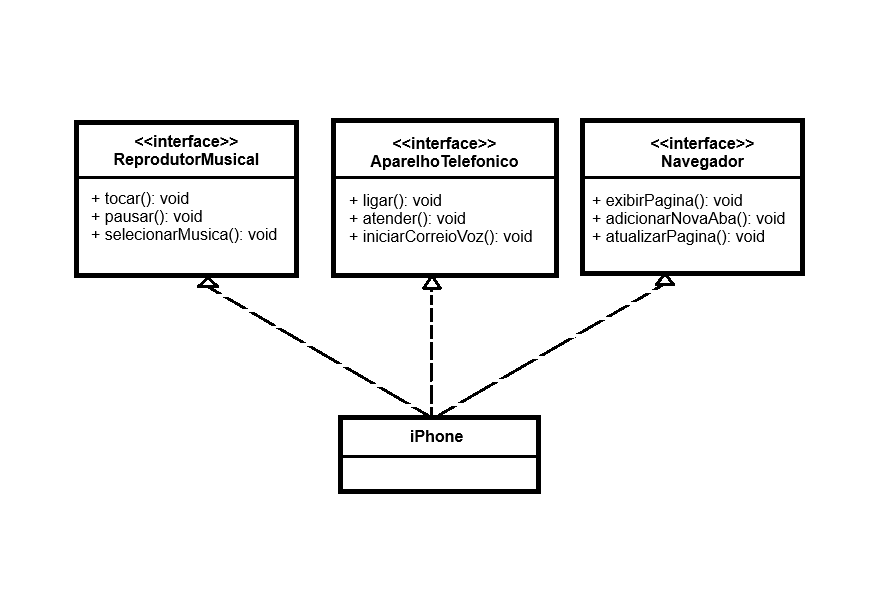 <<interface>>
ReprodutorMusical
+ tocar(): void
+ pausar(): void
+ selecionarMusica(): void
<<interface>>
AparelhoTelefonico
+ ligar(): void
+ atender(): void
+ iniciarCorreioVoz(): void
<<interface>>
Navegador
+ exibirPagina(): void
+ adicionarNovaAba(): void
+ atualizarPagina(): void
iPhone